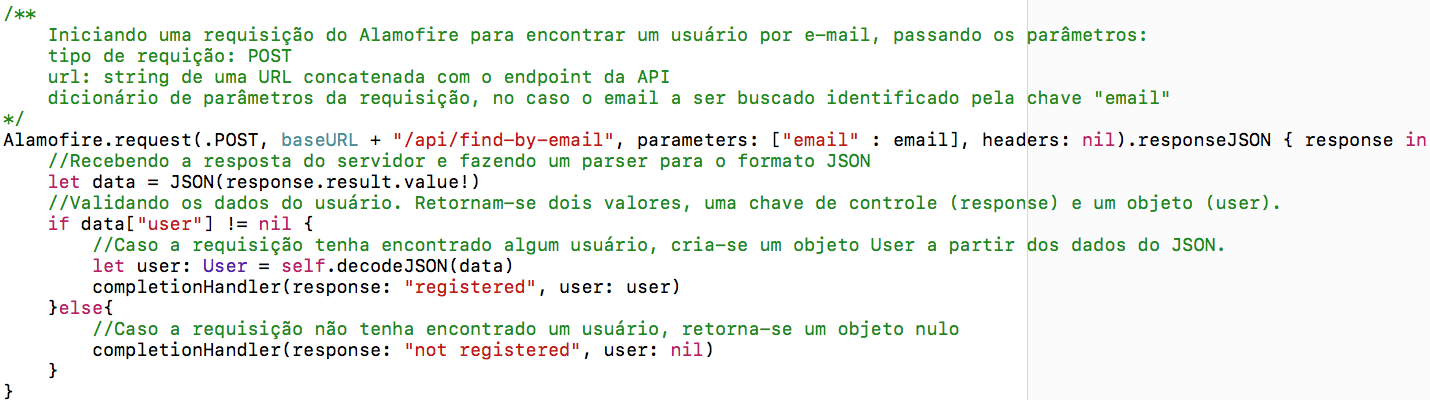 /**
    Iniciando uma requisição do Alamofire para encontrar um usuário por e-mail, passando os parâmetros:
    tipo de requição: POST
    url: string de uma URL concatenada com o endpoint da API
    dicionário de parâmetros da requisição, no caso o email a ser buscado identificado pela chave "email"
*/
Alamofire.request(.POST, baseURL + "/api/find-by-email", parameters: ["email" : email], headers: nil).responseJSON { response in
    //Recebendo a resposta do servidor e fazendo um parser para o formato JSON
    let data = JSON(response.result.value!)
    //Validando os dados do usuário. Retornam-se dois valores, uma chave de controle (response) e um objeto (user).
    if data["user"] != nil {
        //Caso a requisição tenha encontrado algum usuário, cria-se um objeto User a partir dos dados do JSON.
        let user: User = self.decodeJSON(data)
        completionHandler(response: "registered", user: user)
    }else{
        //Caso a requisição não tenha encontrado um usuário, retorna-se um objeto nulo
        completionHandler(response: "not registered", user: nil)
    }
}